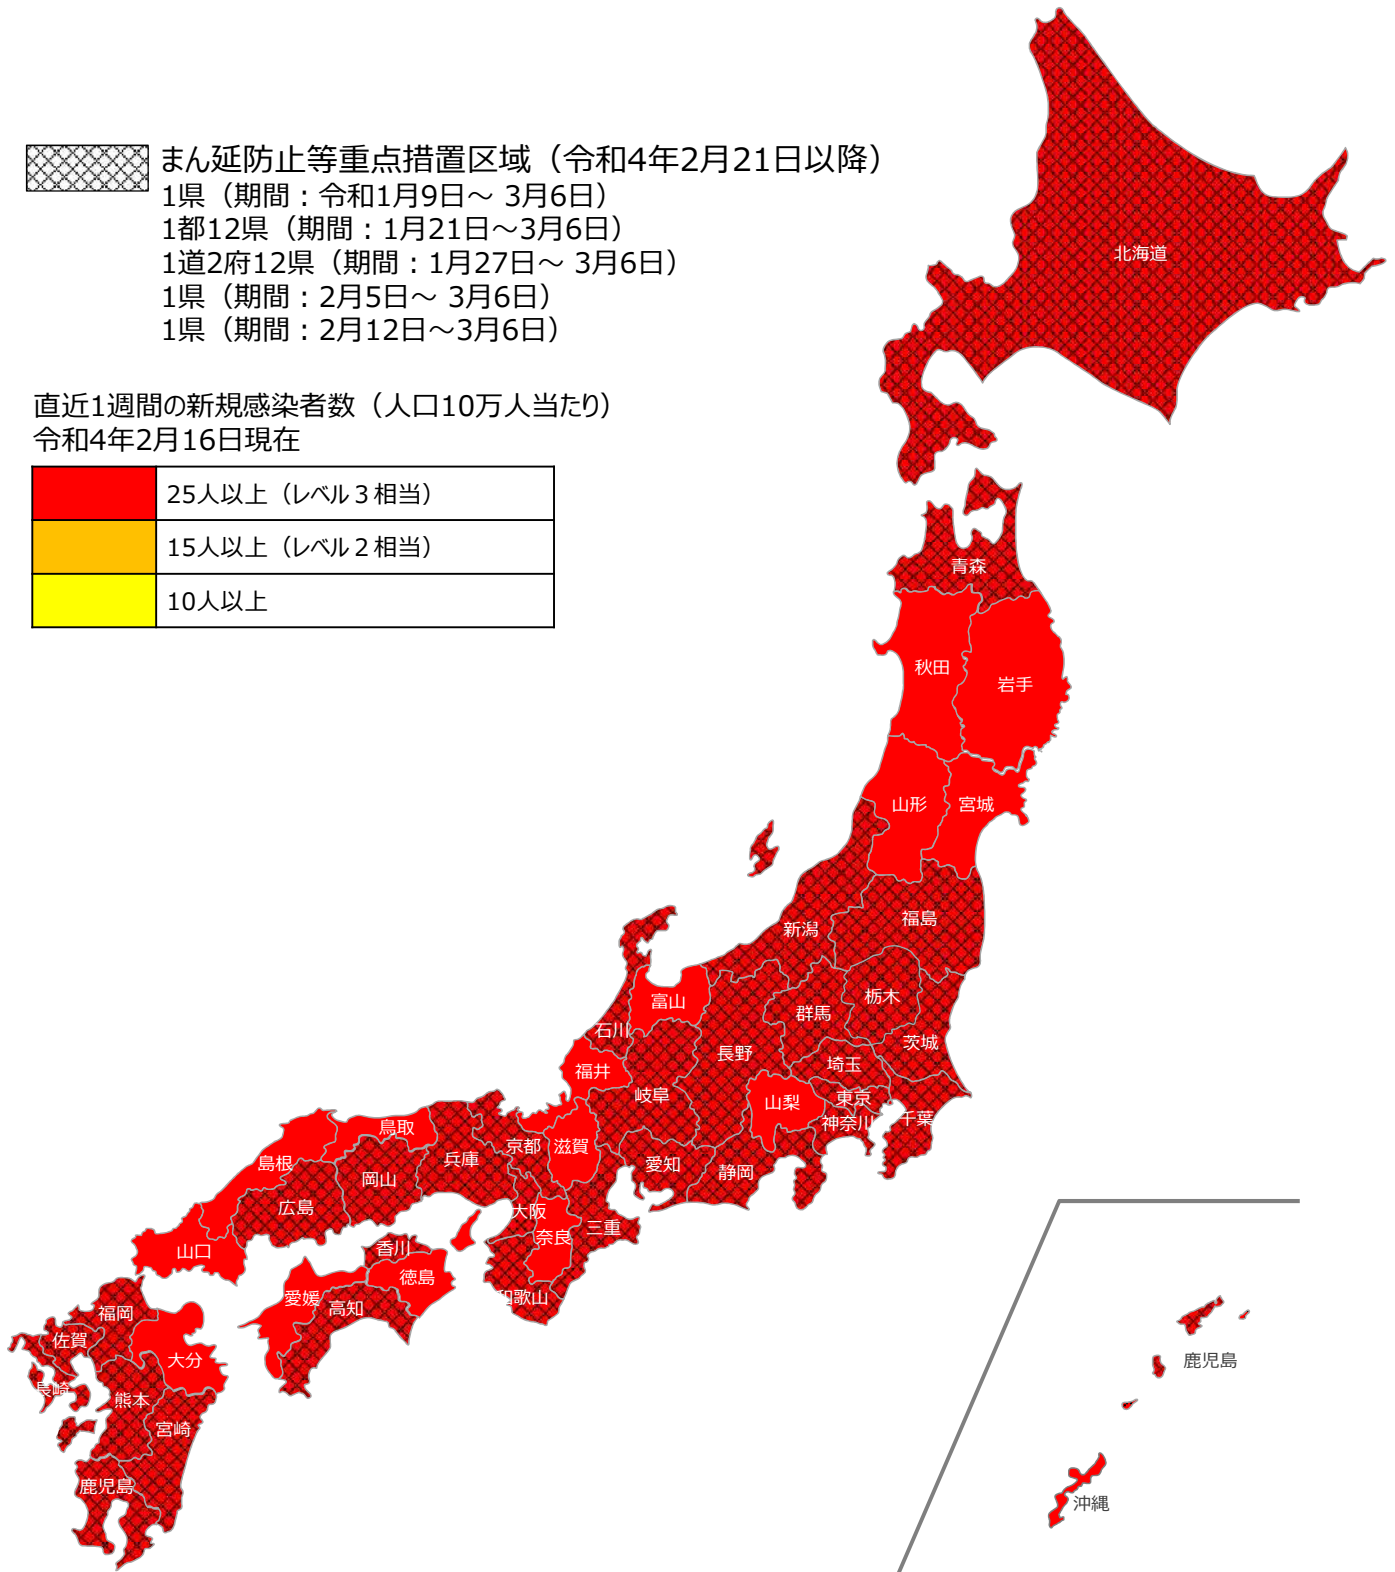 まん延防止等重点措置区域（令和4年2月21日以降）
1県（期間：令和1月9日～ 3月6日）
1都12県（期間：1月21日～3月6日）
1道2府12県（期間：1月27日～ 3月6日）
1県（期間：2月5日～ 3月6日）
1県（期間：2月12日～3月6日）
直近1週間の新規感染者数（人口10万人当たり）
令和4年2月16日現在
25人以上（レベル３相当）
15人以上（レベル２相当）
10人以上
北海道
青森
秋田
岩手
山形
宮城
福島
新潟
富山
石川
栃木
群馬
茨城
長野
埼玉
福井
岐阜
山梨
東京
神奈川
千葉
鳥取
京都
滋賀
兵庫
島根
岡山
愛知
静岡
広島
大阪
三重
奈良
山口
香川
徳島
和歌山
愛媛
高知
福岡
佐賀
大分
長崎
熊本
宮崎
鹿児島
鹿児島
沖縄